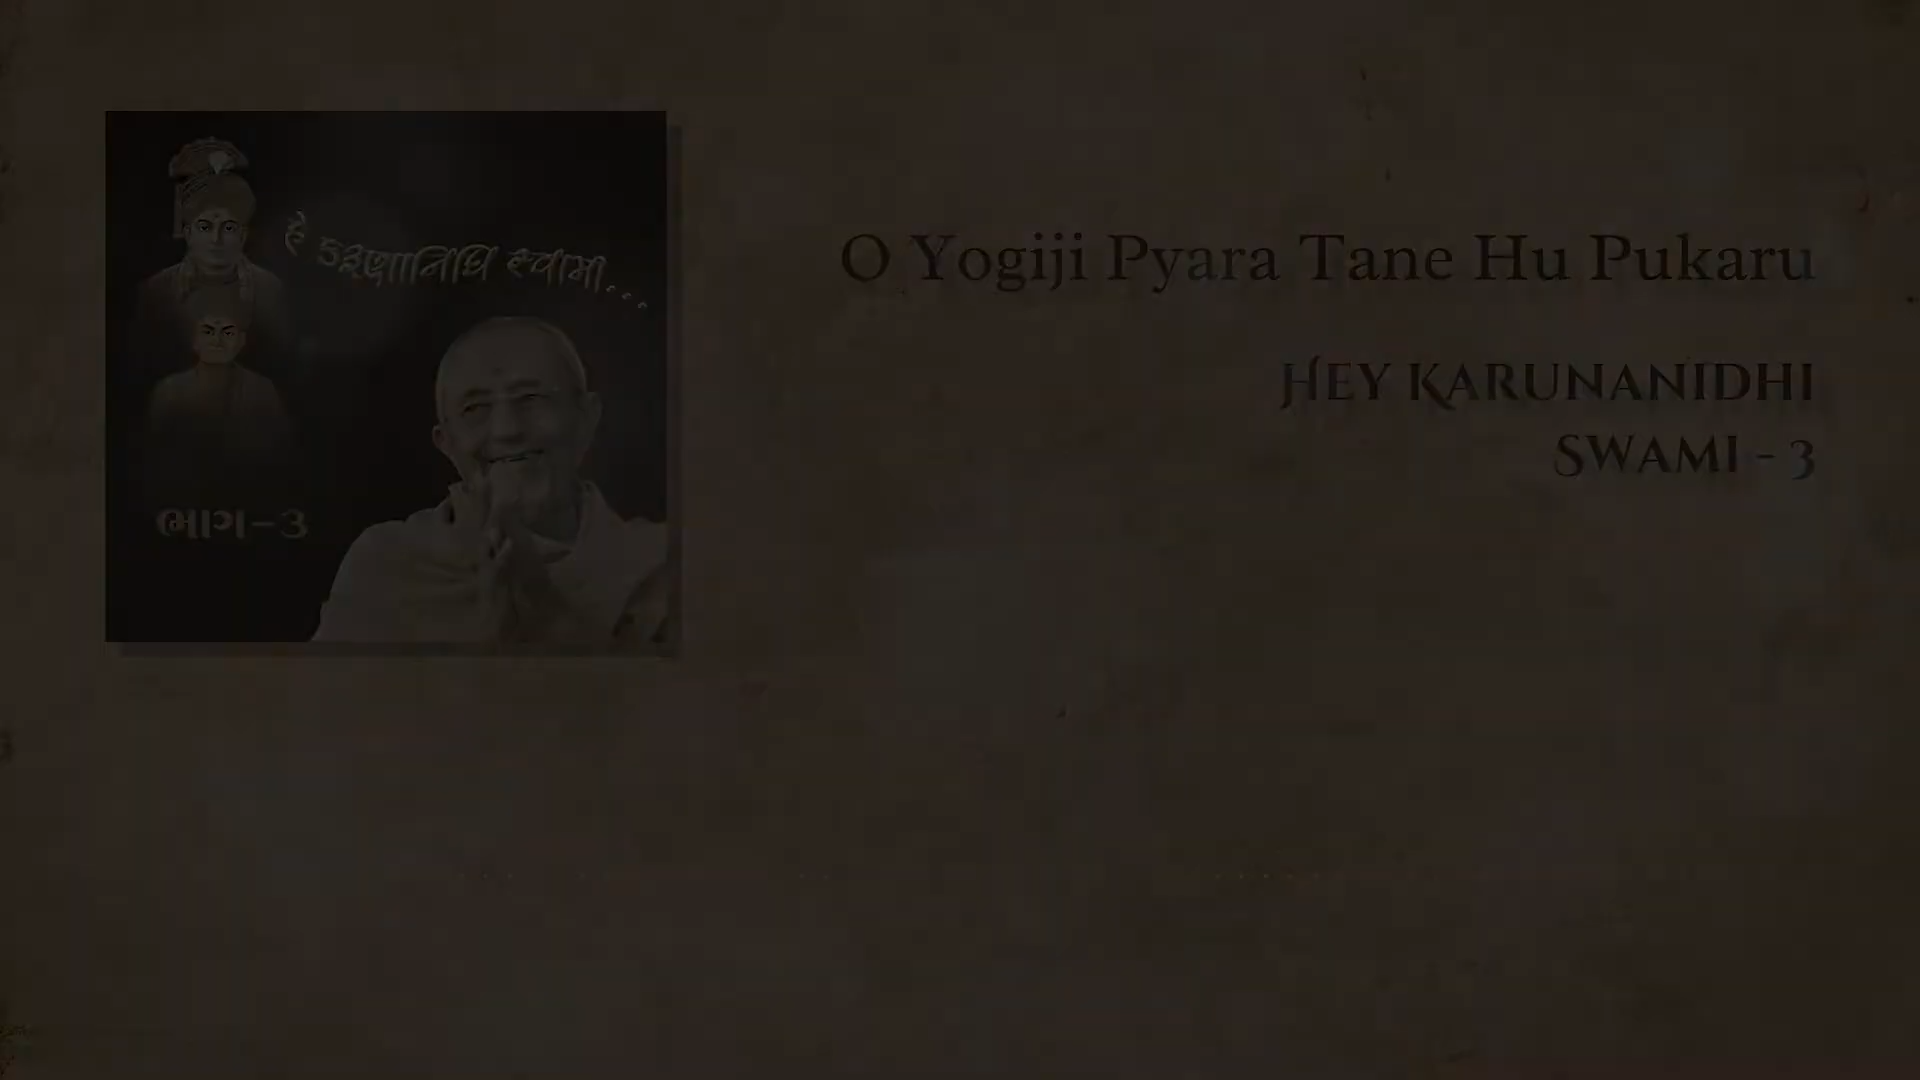 હે કરૂણાનિધિ સ્વામી...
ભાગ-૩
O Yogiji Pyara Tane Hu Pukaru
Hey Karunanidhi
Swami - 3